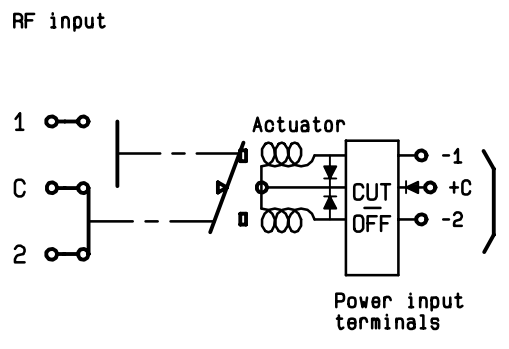 RF input
1
Actuator
-1
C
CUT
+C
OFF
-2
2
Power input
terminals